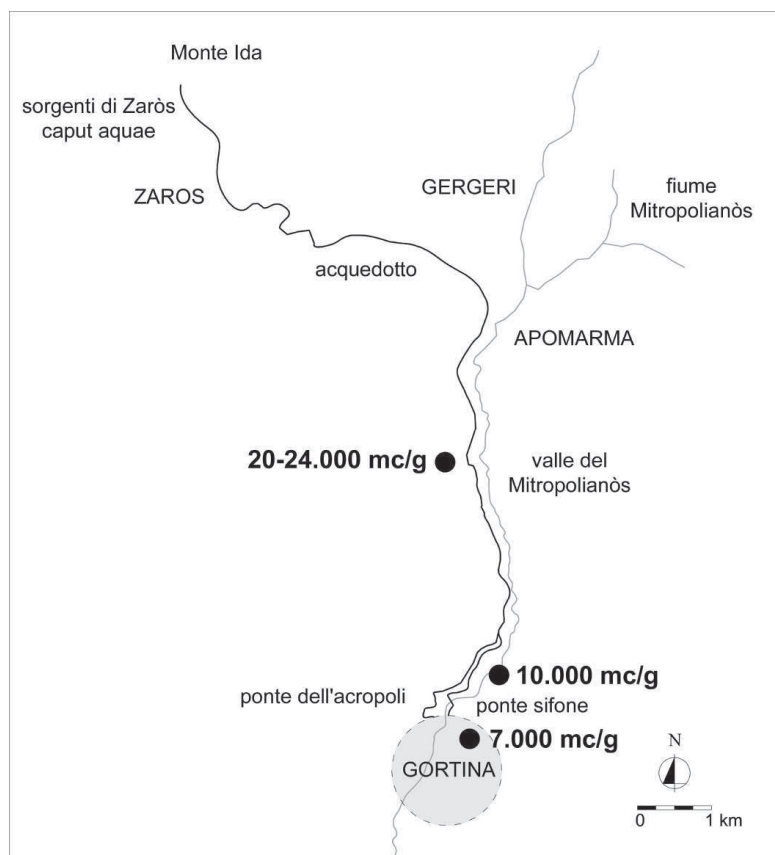 Monte Ida
sorgenti di Zaròs
caput aquae
ZAROS
GERGERI
fiume
Mitropolianòs
acquedotto
APOMARMA
20-24.000 mc/g
valle del
Mitropolianòs
10.000 mc/g
ponte dell'acropoli
ponte sifone
7.000 mc/g
GORTINA
N
0 1 km